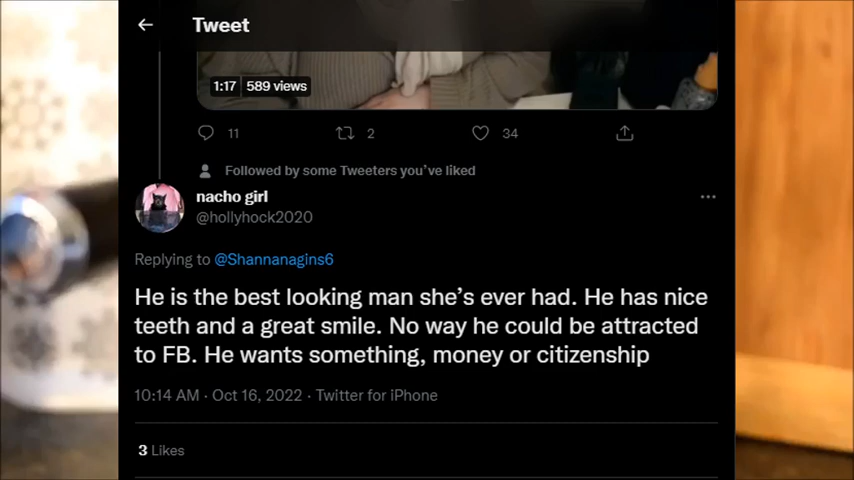 Tweet
1:17 589 views
11 2 34
Followed by some Tweeters you've liked
nacho girl
@hollyhock2020
Replying to @Shannanagins6
He is the best looking man she's ever had. He has nice
teeth and a great smile. No way he could be attracted
to FB. He wants something, money or citizenship
10:14 AM · Oct 16, 2022 · Twitter for iPhone
3 Likes